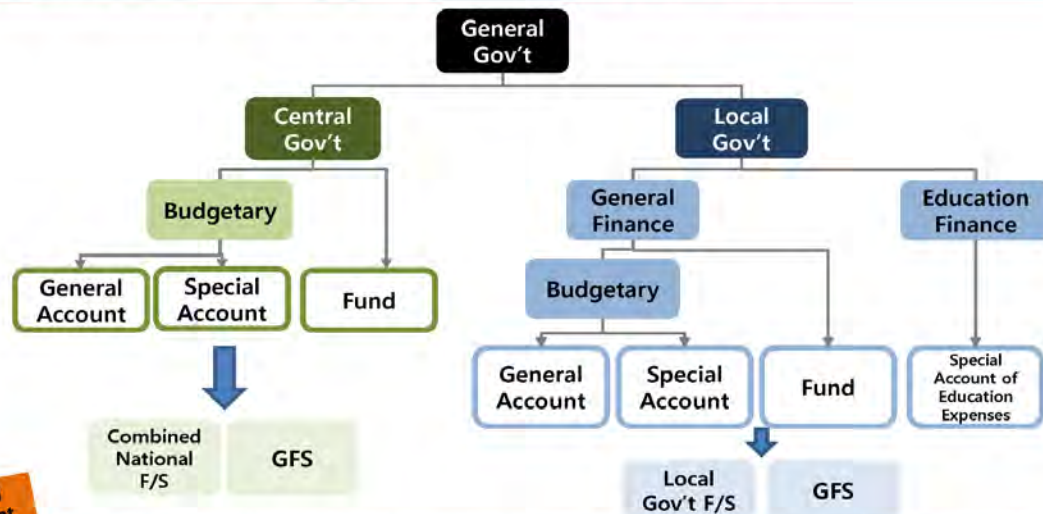 General
Gov't
Central
Gov't
Local
Gov't
Budgetary
General
Finance
Education
Finance
General
Account
Special
Account
Fund
Budgetary
General
Account
Special
Account
Fund
Special
Account of
Education
Expenses
Combined
National
F/S
GFS
Local
Gov't F/S
GFS